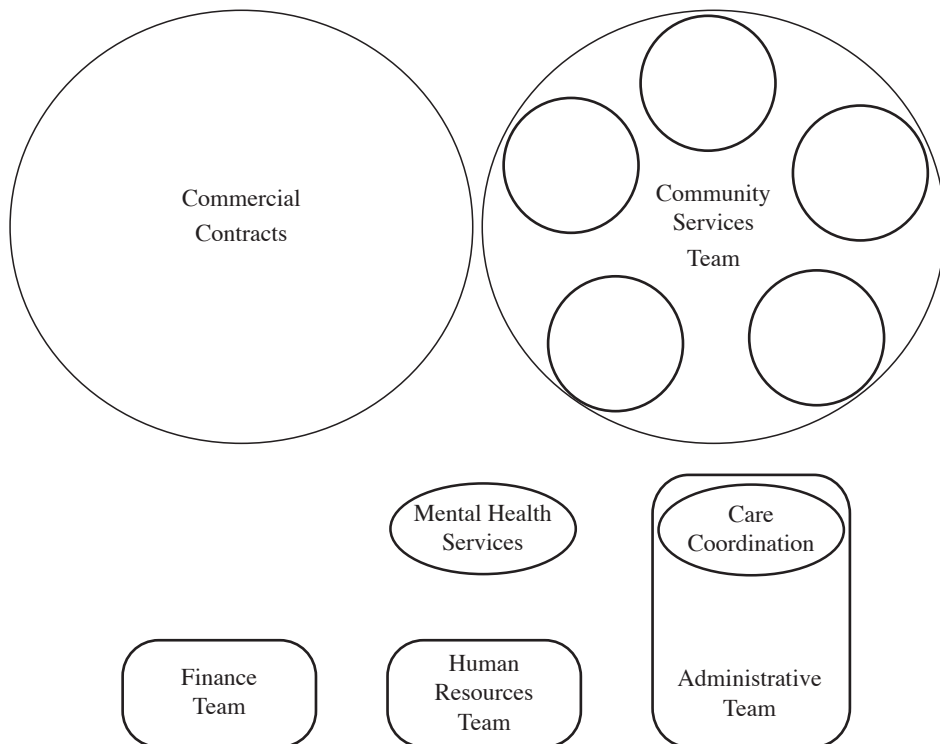 Commercial
Contracts
Community
Services
Team
Mental Health
Services
Care
Coordination
Finance
Team
Human
Resources
Team
Administrative
Team